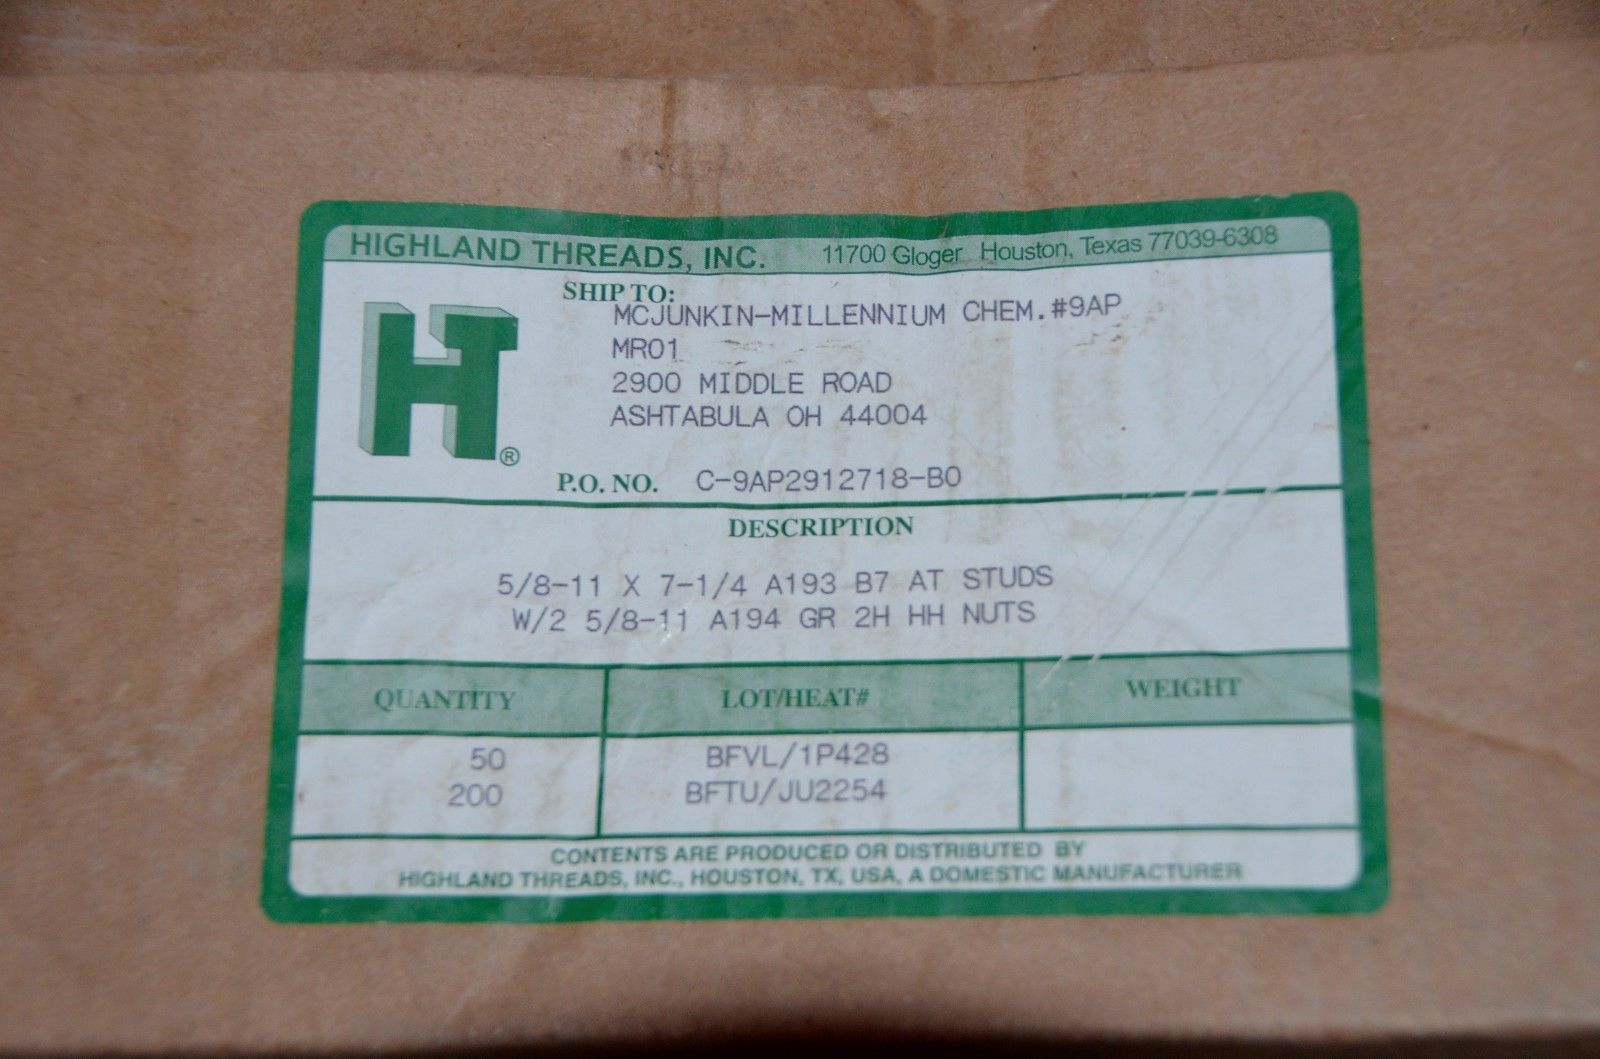 HIGHLAND THREADS, INC. 11700 Gloger Houston, Texas 77039-6308
SHIP TO:
MCJUNKIN-MILLENNIUM CHEM.#9AP
MR01
2900 MIDDLE ROAD
ASHTABULA OH 44004
HT®
P.O. NO. C-9AP2912718-B0
DESCRIPTION
5/8-11 X 7-1/4 A193 B7 AT STUDS
W/2 5/8-11 A194 GR 2H HH NUTS
QUANTITY LOT/HEAT# WEIGHT
50 BFVL/1P428
200 BFTU/JU2254
CONTENTS ARE PRODUCED OR DISTRIBUTED BY
HIGHLAND THREADS, INC., HOUSTON, TX, USA, A DOMESTIC MANUFACTURER